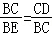 BC/BE = CD/BC